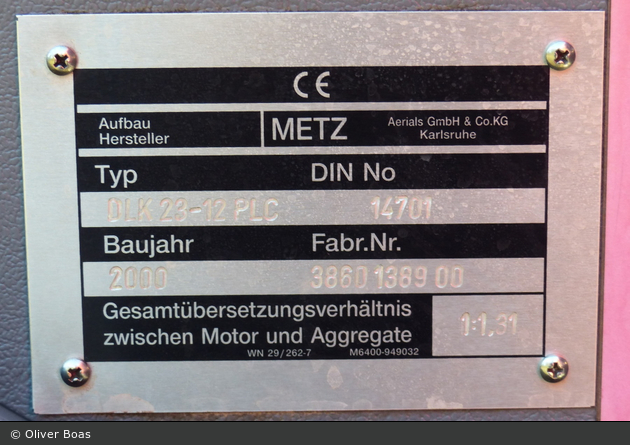 CE
Aufbau Hersteller
METZ
Aerials GmbH & Co.KG
Karlsruhe
Typ DIN No
DLK 23-12 PLC 14701
Baujahr Fabr.Nr.
2000 3860 1389 00
Gesamtübersetzungsverhältnis
zwischen Motor und Aggregate
1:1,31
WN 29/262-7 M6400-949032
© Oliver Boas